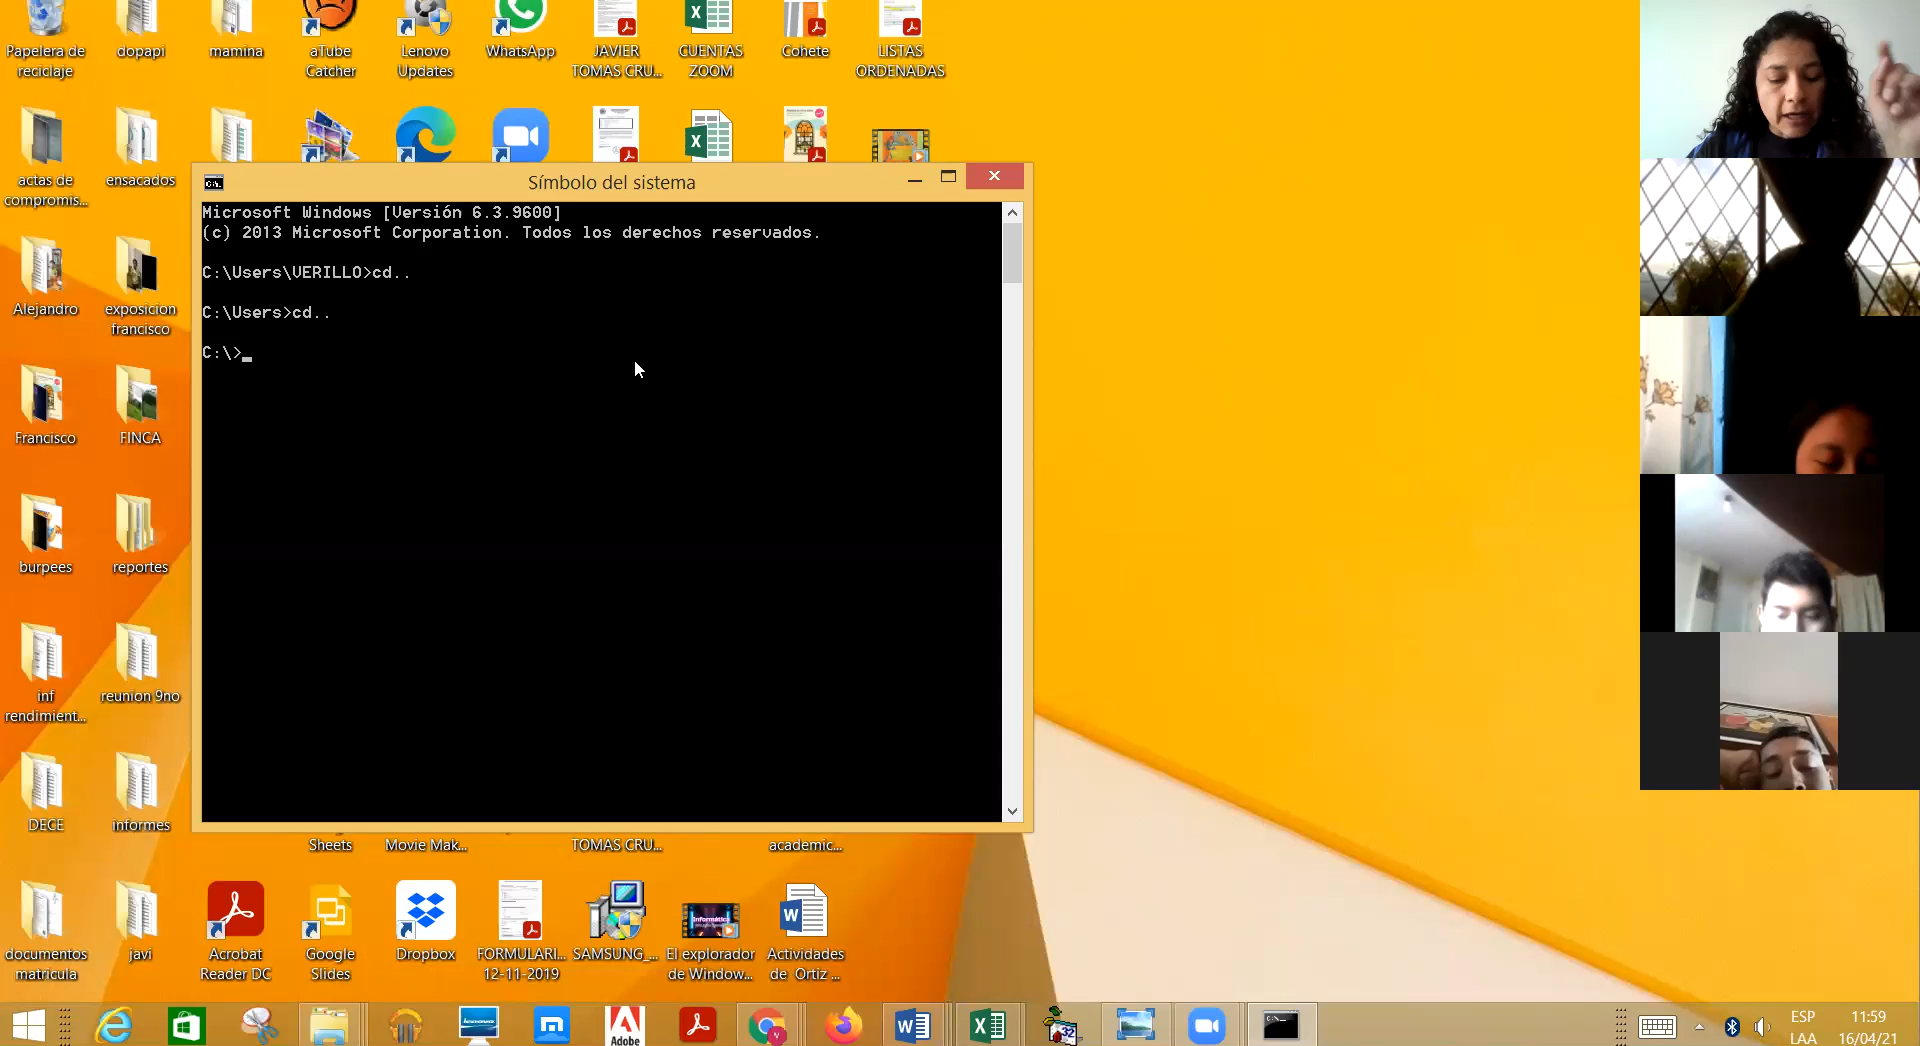 Papelera de
reciclaje
dopapi
mamina
aTube
Catcher
Lenovo
Updates
WhatsApp
JAVIER
TOMAS CRU...
CUENTAS
ZOOM
Cohete
LISTAS
ORDENADAS
actas de
compromis...
ensacados
Símbolo del sistema
Microsoft Windows [Versión 6.3.9600]
(c) 2013 Microsoft Corporation. Todos los derechos reservados.
C:\Users\VERILLO>cd..
C:\Users>cd..
C:\>
Alejandro
exposicion
francisco
Francisco
FINCA
burpees
reportes
inf
rendimient...
reunion 9no
DECE
informes
Sheets
Movie Mak...
TOMAS CRU...
academic...
documentos
matricula
javi
Acrobat
Reader DC
Google
Slides
Dropbox
FORMULARI...
12-11-2019
SAMSUNG_...
Informática
El explorador
de Window...
Actividades
de Ortiz ...
Adobe
32
ESP
LAA
11:59
16/04/21